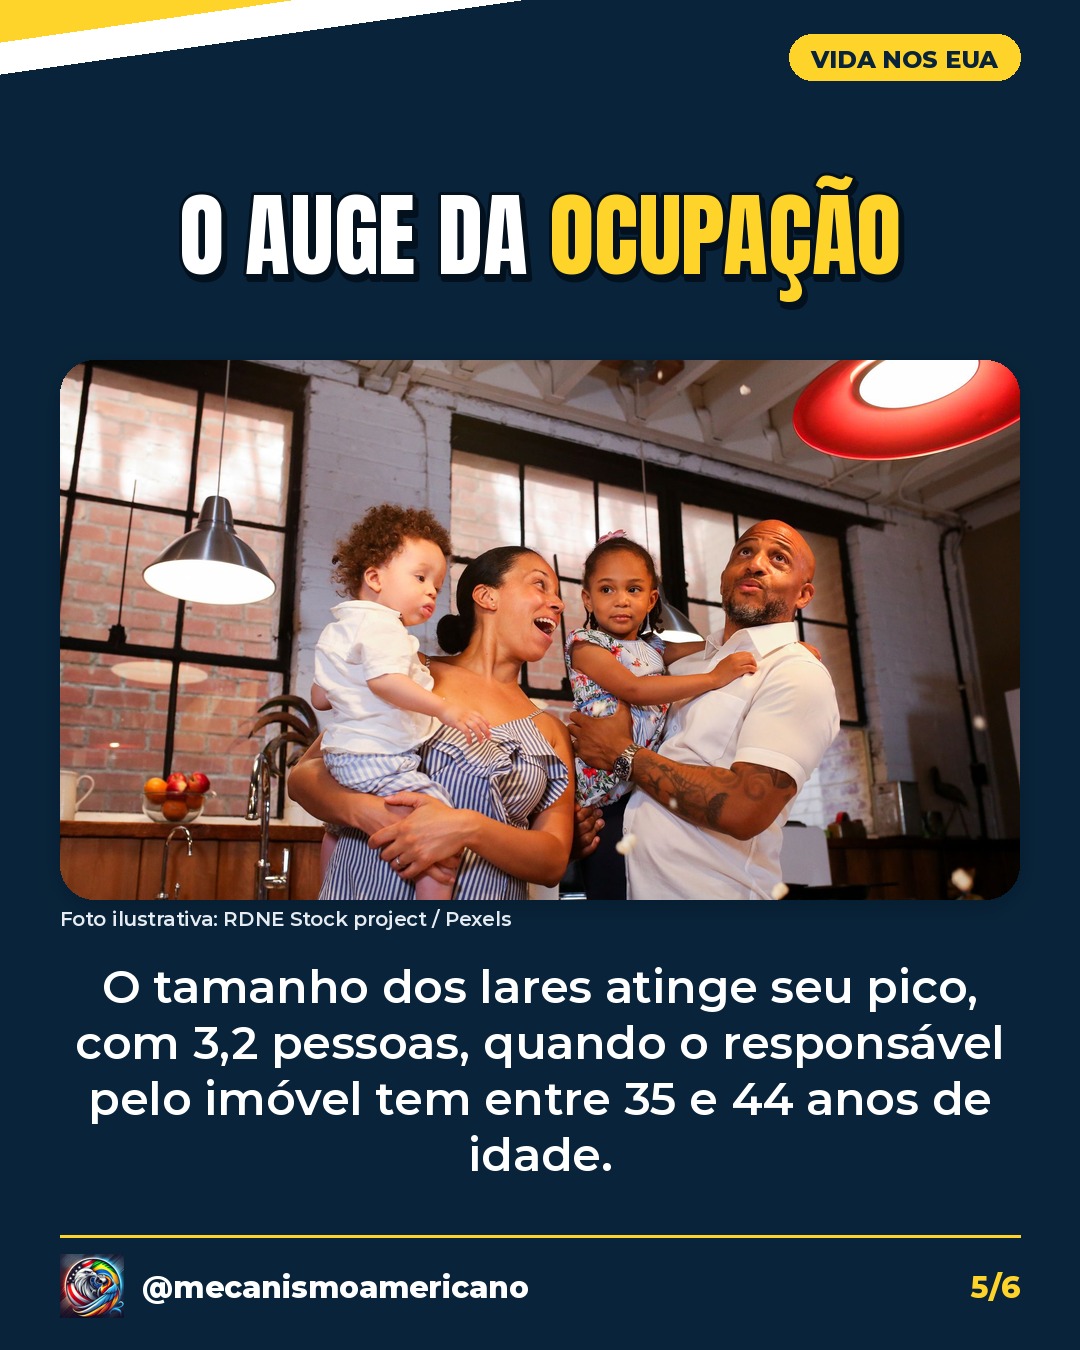 VIDA NOS EUA
O AUGE DA OCUPAÇÃO
Foto ilustrativa: RDNE Stock project / Pexels
O tamanho dos lares atinge seu pico,
com 3,2 pessoas, quando o responsável
pelo imóvel tem entre 35 e 44 anos de
idade.
@mecanismoamericano
5/6